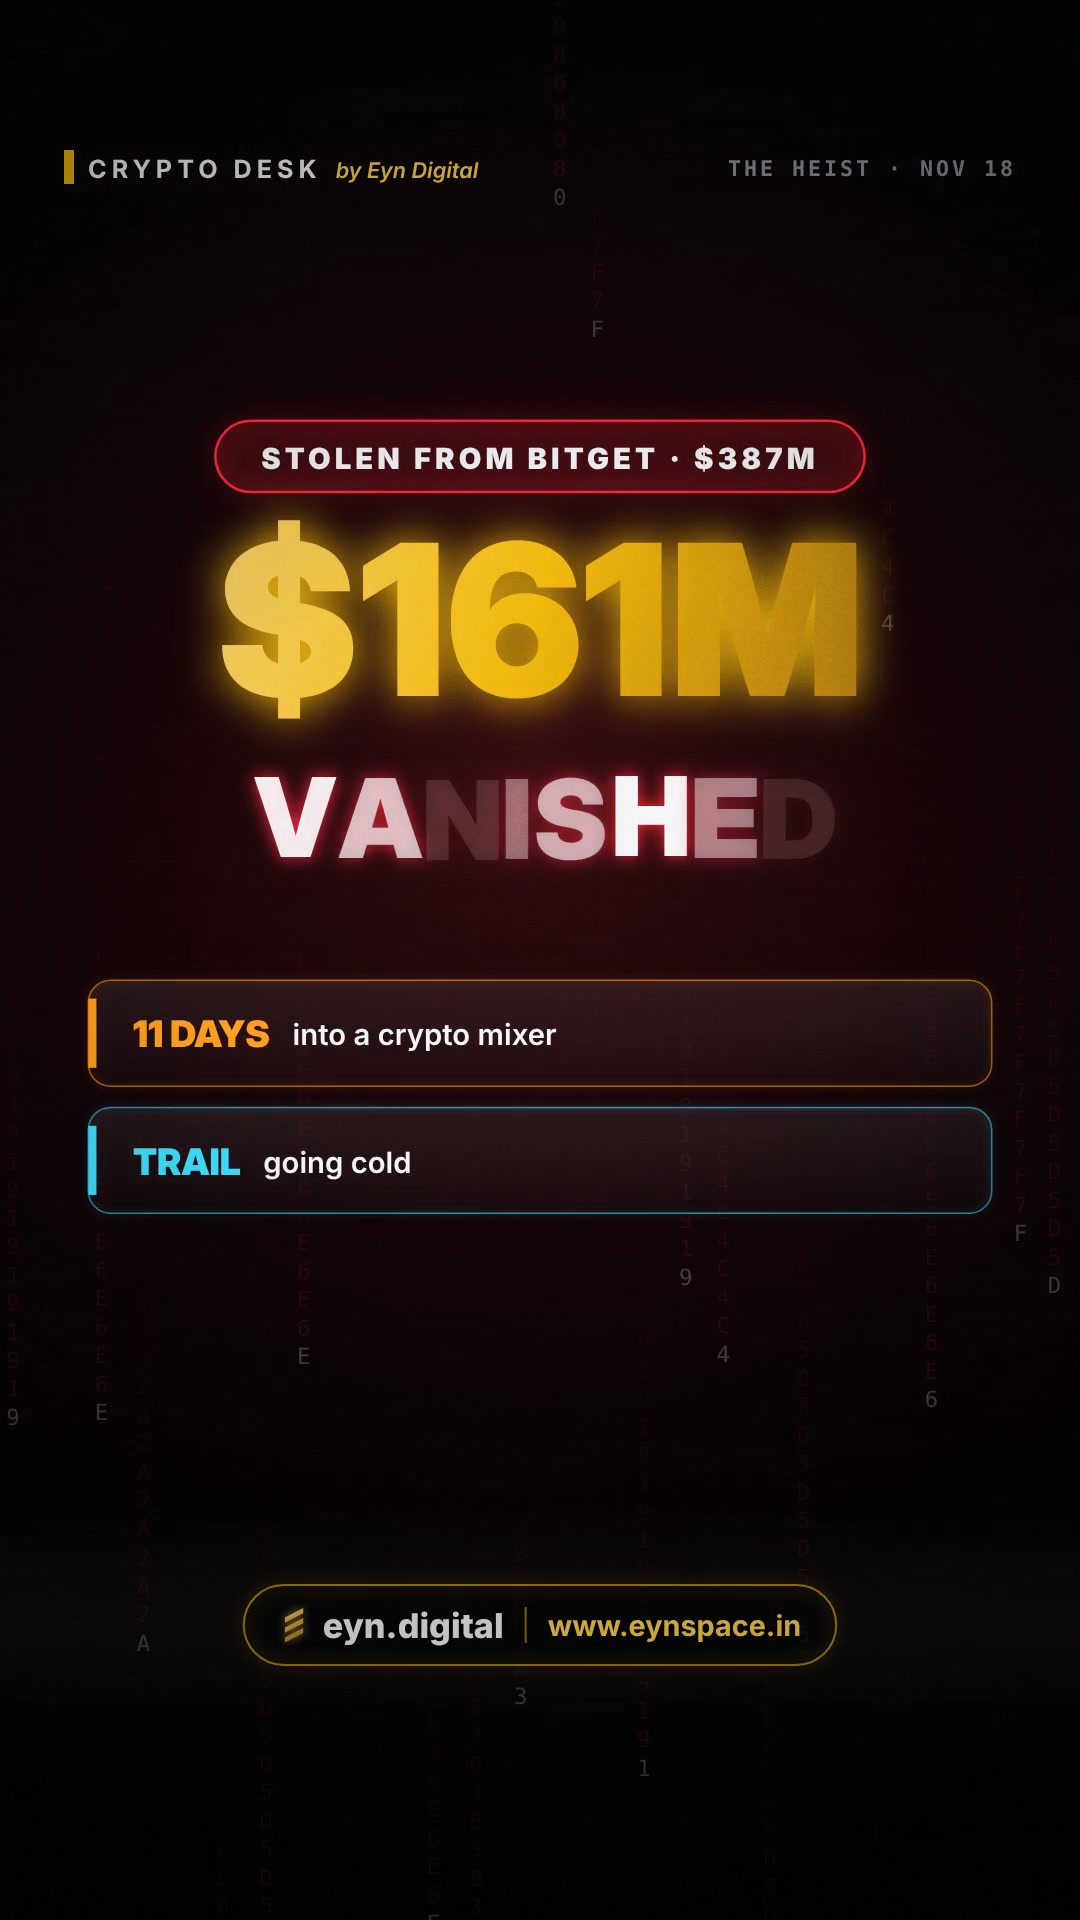 CRYPTO DESK by Eyn Digital
THE HEIST · NOV 18
STOLEN FROM BITGET · $387M
$161M
VANISHED
11 DAYS into a crypto mixer
TRAIL going cold
eyn.digital | www.eynspace.in